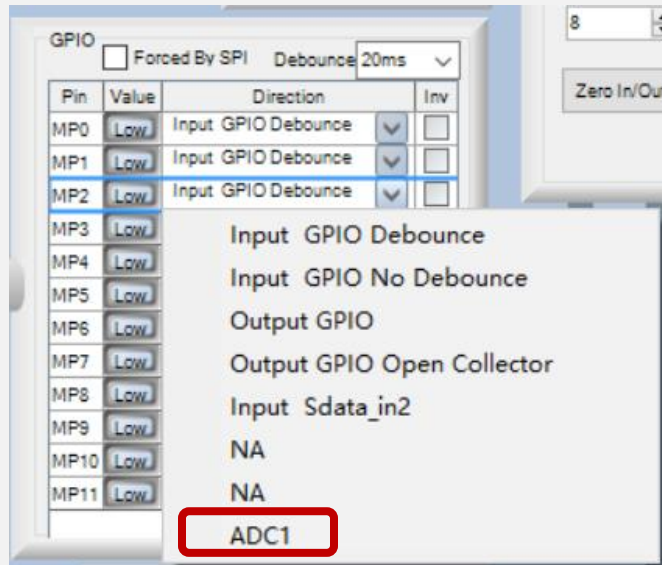 GPIO
Forced By SPI Debounce 20ms
Pin Value Direction Inv
MP0 Low Input GPIO Debounce
MP1 Low Input GPIO Debounce
MP2 Low Input GPIO Debounce
MP3 Low
MP4 Low
MP5 Low
MP6 Low
MP7 Low
MP8 Low
MP9 Low
MP10 Low
MP11 Low
Input GPIO Debounce
Input GPIO No Debounce
Output GPIO
Output GPIO Open Collector
Input Sdata_in2
NA
NA
ADC1
8
Zero In/Ou